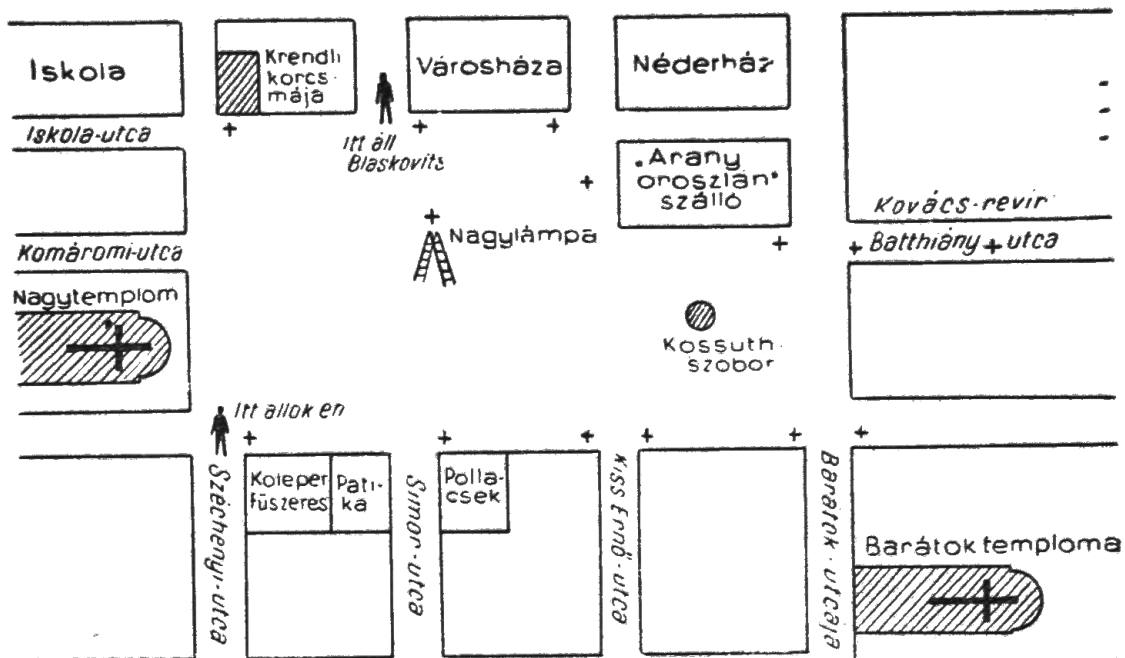 Iskola
Krendli
korcs-
mája
Városháza
Néderház
Iskola-utca
Itt áll
Blaskovits
„Arany
oroszlán"
szálló
Kovács-revir
Komáromi-utca
Nagylámpa
Batthiány utca
Nagytemplom
Kossuth-
szobor
Itt állok én
Széchenyi-utca
Koleper
fűszeres
Pati-
ka
Simor-utca
Polla-
csek
Kiss Ernő-utca
Barátok-utcája
Barátok temploma